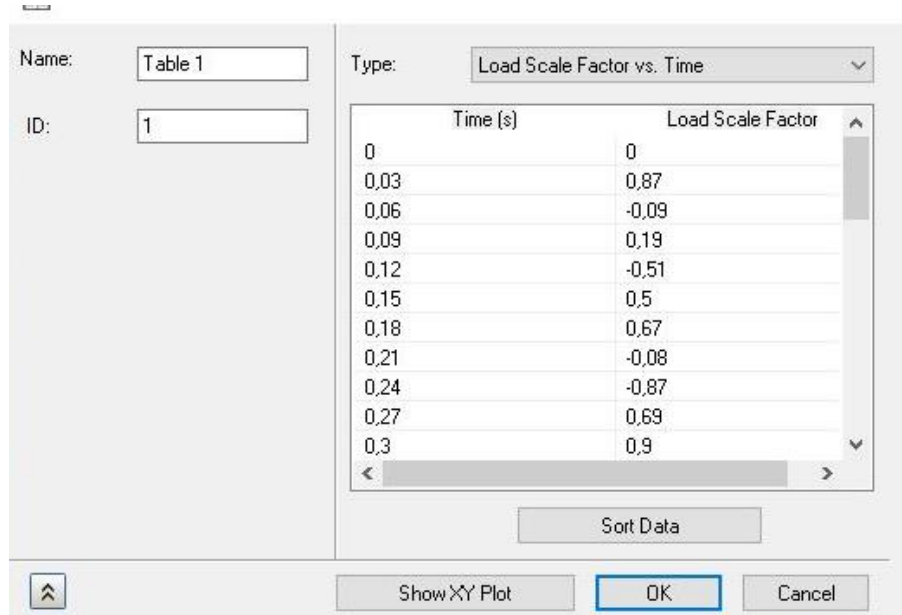 Name:
Table 1
ID:
1
Type:
Load Scale Factor vs. Time
Time (s) Load Scale Factor
0 0
0,03 0,87
0,06 -0,09
0,09 0,19
0,12 -0,51
0,15 0,5
0,18 0,67
0,21 -0,08
0,24 -0,87
0,27 0,69
0,3 0,9
Sort Data
Show XY Plot OK Cancel